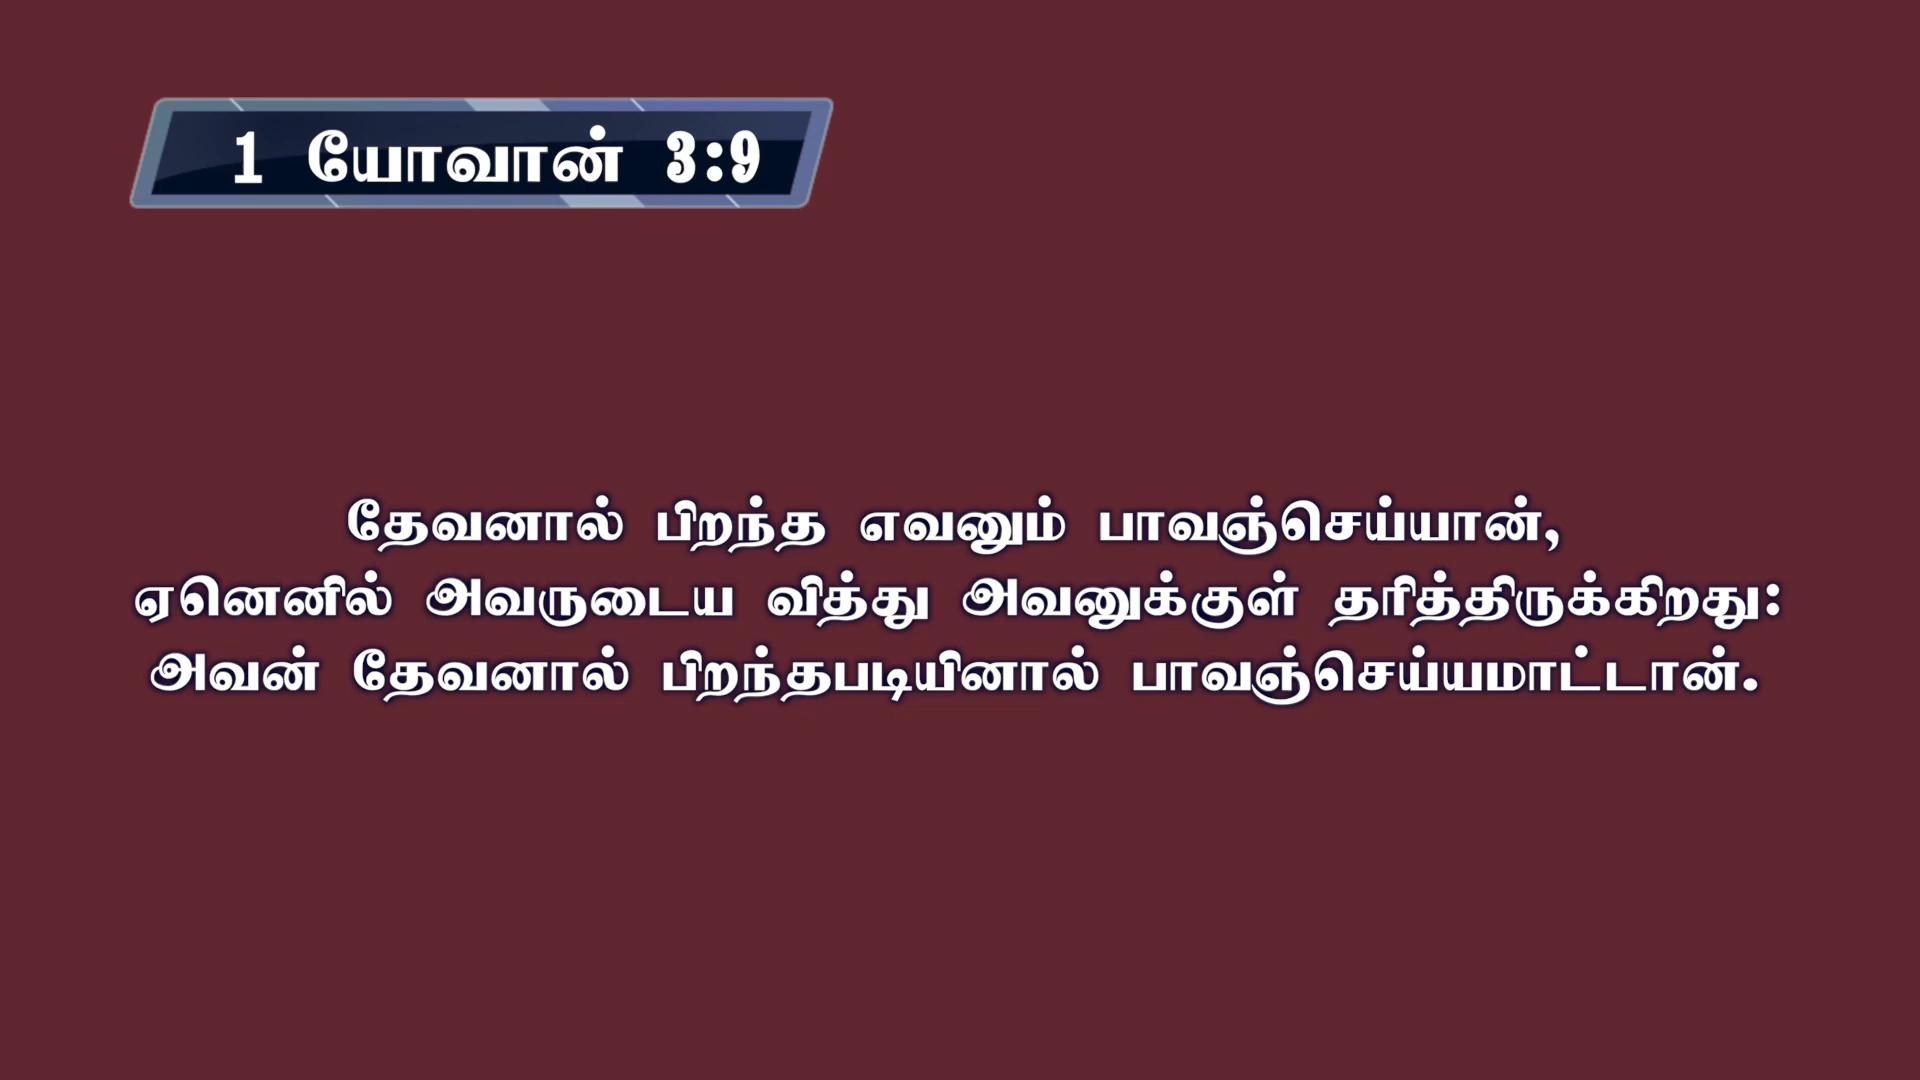 1 யோவான் 3:9
தேவனால் பிறந்த எவனும் பாவஞ்செய்யான்,
ஏனெனில் அவருடைய வித்து அவனுக்குள் தரித்திருக்கிறது:
அவன் தேவனால் பிறந்தபடியினால் பாவஞ்செய்யமாட்டான்.